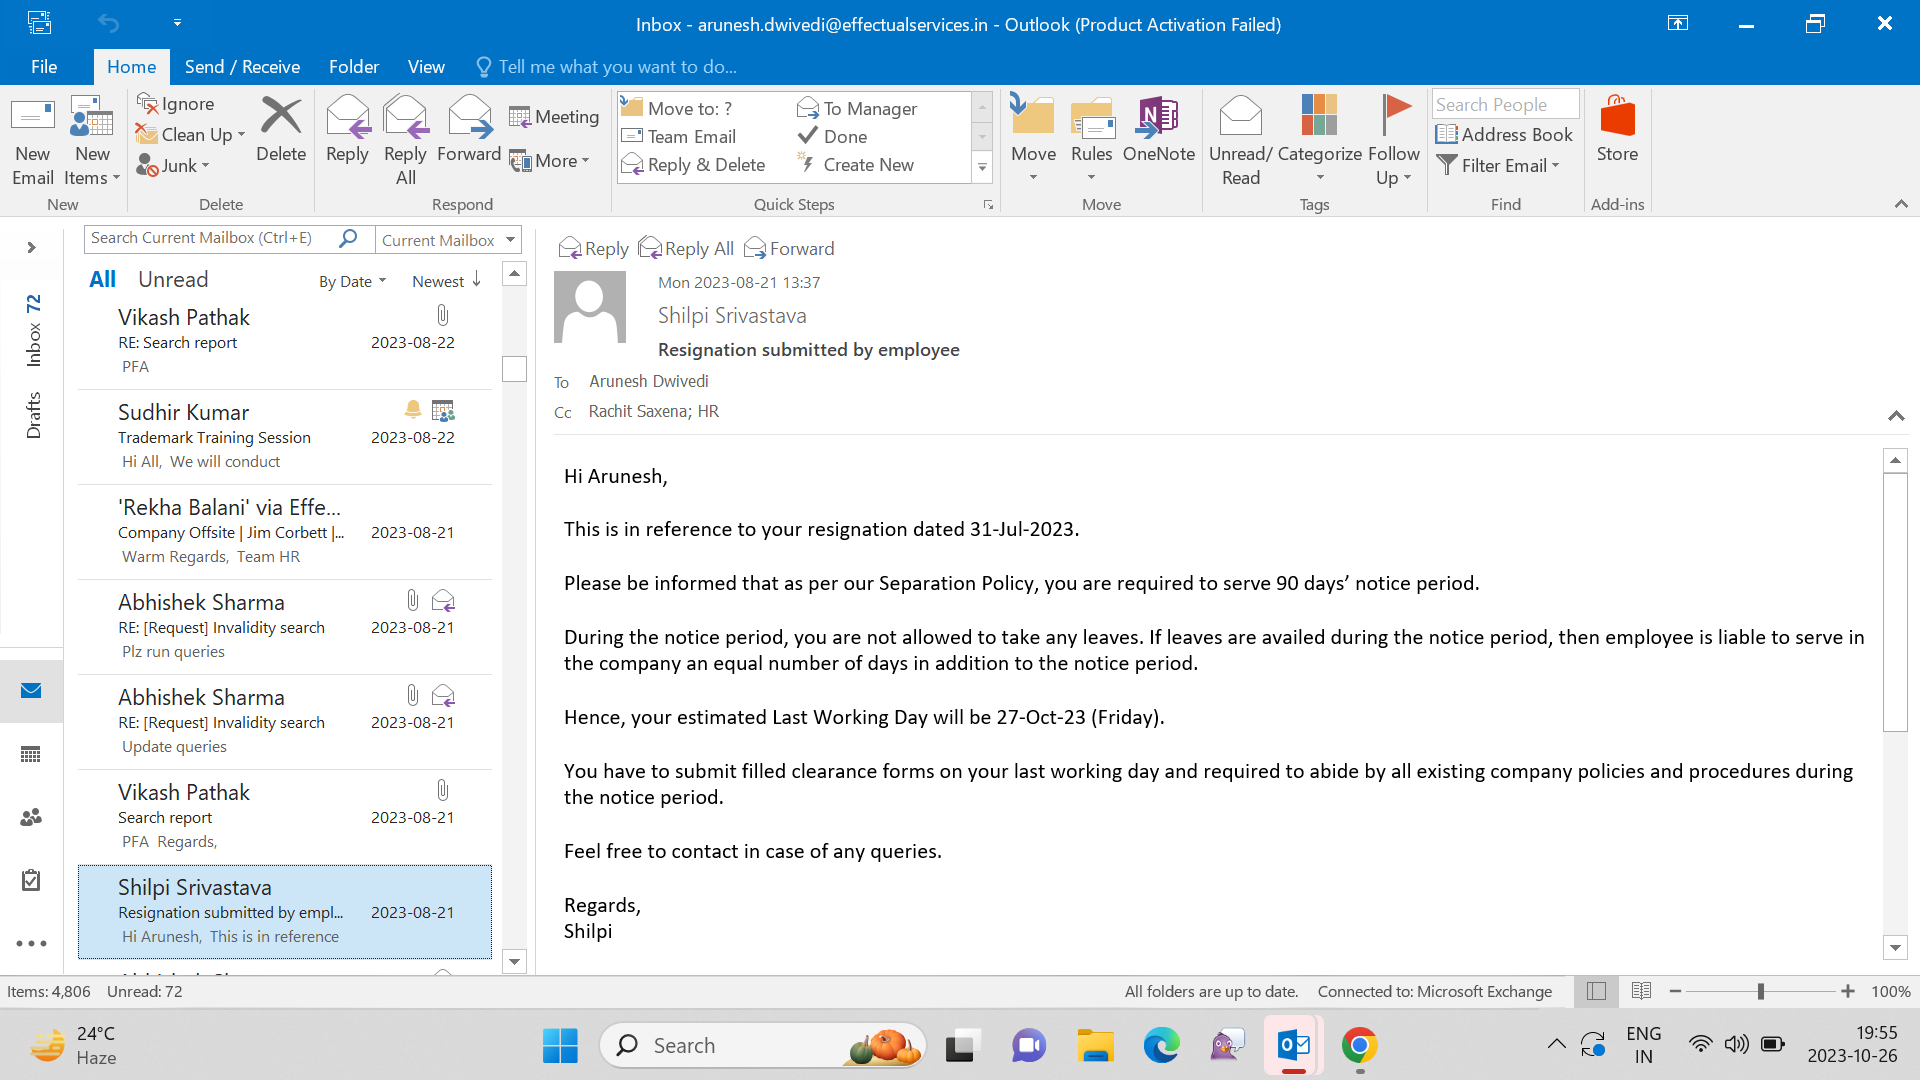 Inbox - arunesh.dwivedi@effectualservices.in - Outlook (Product Activation Failed)
File Home Send / Receive Folder View Tell me what you want to do...
New Email
New Items
New
Ignore
Clean Up
Junk
Delete
Delete
Reply
Reply All
Forward
Meeting
More
Respond
Move to: ?
Team Email
Reply & Delete
To Manager
Done
Create New
Quick Steps
Move
Rules
OneNote
Move
Unread/ Read
Categorize
Follow Up
Tags
Search People
Address Book
Filter Email
Find
Store
Add-ins
Inbox 72
Drafts
Search Current Mailbox (Ctrl+E) Current Mailbox
All Unread By Date Newest
Vikash Pathak
RE: Search report 2023-08-22
PFA
Sudhir Kumar
Trademark Training Session 2023-08-22
Hi All, We will conduct
'Rekha Balani' via Effe...
Company Offsite | Jim Corbett |... 2023-08-21
Warm Regards, Team HR
Abhishek Sharma
RE: [Request] Invalidity search 2023-08-21
Plz run queries
Abhishek Sharma
RE: [Request] Invalidity search 2023-08-21
Update queries
Vikash Pathak
Search report 2023-08-21
PFA Regards,
Shilpi Srivastava
Resignation submitted by empl... 2023-08-21
Hi Arunesh, This is in reference
Reply Reply All Forward
Mon 2023-08-21 13:37
Shilpi Srivastava
Resignation submitted by employee
To Arunesh Dwivedi
Cc Rachit Saxena; HR
Hi Arunesh,
This is in reference to your resignation dated 31-Jul-2023.
Please be informed that as per our Separation Policy, you are required to serve 90 days’ notice period.
During the notice period, you are not allowed to take any leaves. If leaves are availed during the notice period, then employee is liable to serve in
the company an equal number of days in addition to the notice period.
Hence, your estimated Last Working Day will be 27-Oct-23 (Friday).
You have to submit filled clearance forms on your last working day and required to abide by all existing company policies and procedures during
the notice period.
Feel free to contact in case of any queries.
Regards,
Shilpi
Items: 4,806 Unread: 72 All folders are up to date. Connected to: Microsoft Exchange 100%
24°C
Haze
Search
ENG
IN
19:55
2023-10-26